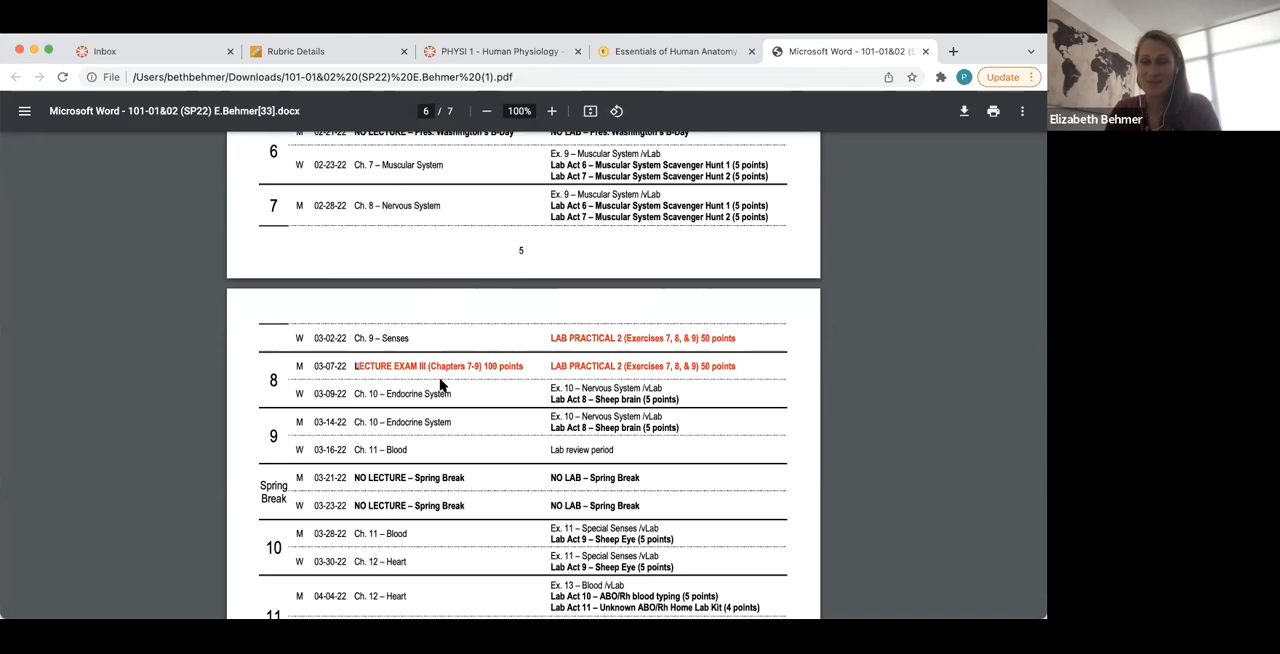 Inbox
Rubric Details
PHYSI 1 - Human Physiology -
Essentials of Human Anatomy
Microsoft Word - 101-01&02 (S
File
/Users/bethbehmer/Downloads/101-01&02%20(SP22)%20E.Behmer%20(1).pdf
P
Update
Microsoft Word - 101-01&02 (SP22) E.Behmer[33].docx
6 / 7
100%
Elizabeth Behmer
M 02-21-22 NO LECTURE – Pres. Washington's B-Day NO LAB – Pres. Washington's B-Day
6
Ex. 9 – Muscular System /vLab
W 02-23-22 Ch. 7 – Muscular System Lab Act 6 – Muscular System Scavenger Hunt 1 (5 points)
Lab Act 7 – Muscular System Scavenger Hunt 2 (5 points)
Ex. 9 – Muscular System /vLab
7 M 02-28-22 Ch. 8 – Nervous System Lab Act 6 – Muscular System Scavenger Hunt 1 (5 points)
Lab Act 7 – Muscular System Scavenger Hunt 2 (5 points)
5
W 03-02-22 Ch. 9 – Senses LAB PRACTICAL 2 (Exercises 7, 8, & 9) 50 points
M 03-07-22 LECTURE EXAM III (Chapters 7-9) 100 points LAB PRACTICAL 2 (Exercises 7, 8, & 9) 50 points
8
Ex. 10 – Nervous System /vLab
W 03-09-22 Ch. 10 – Endocrine System
Lab Act 8 – Sheep brain (5 points)
Ex. 10 – Nervous System /vLab
M 03-14-22 Ch. 10 – Endocrine System
Lab Act 8 – Sheep brain (5 points)
9
W 03-16-22 Ch. 11 – Blood Lab review period
M 03-21-22 NO LECTURE – Spring Break NO LAB – Spring Break
Spring
Break
W 03-23-22 NO LECTURE – Spring Break NO LAB – Spring Break
Ex. 11 – Special Senses /vLab
M 03-28-22 Ch. 11 – Blood
Lab Act 9 – Sheep Eye (5 points)
10
Ex. 11 – Special Senses /vLab
W 03-30-22 Ch. 12 – Heart
Lab Act 9 – Sheep Eye (5 points)
Ex. 13 – Blood /vLab
M 04-04-22 Ch. 12 – Heart Lab Act 10 – ABO/Rh blood typing (5 points)
Lab Act 11 – Unknown ABO/Rh Home Lab Kit (4 points)
11